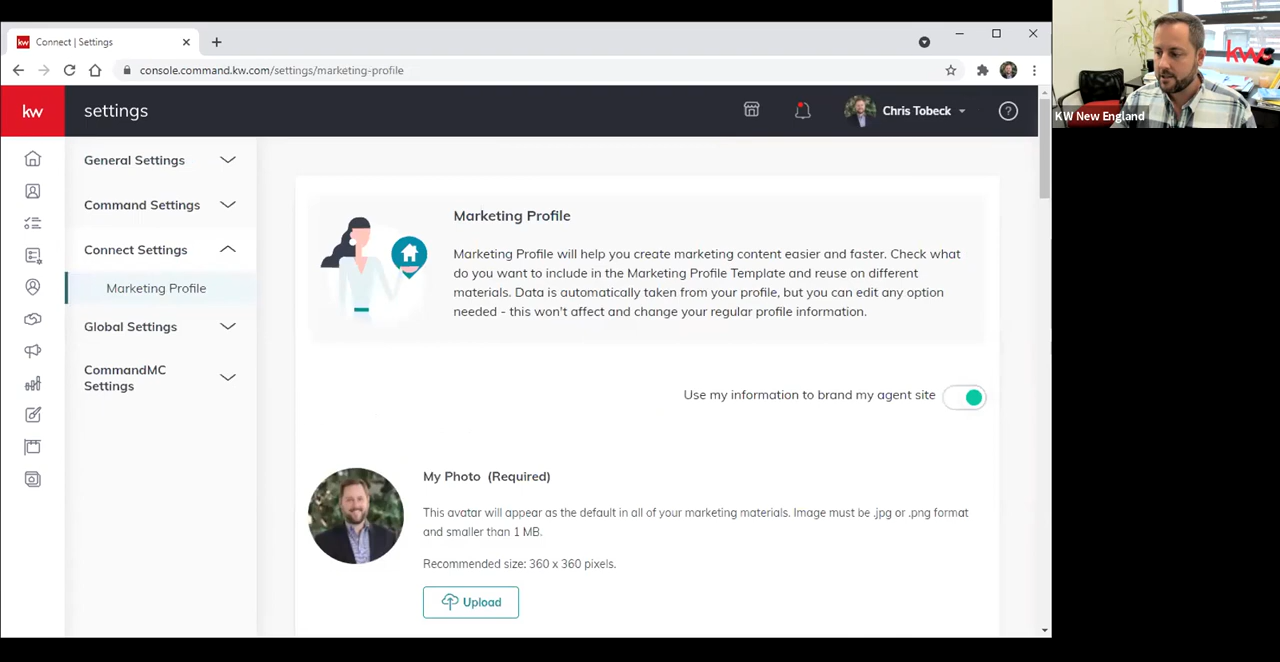 Connect | Settings
console.command.kw.com/settings/marketing-profile
kw
settings
Chris Tobeck
General Settings
Command Settings
Connect Settings
Marketing Profile
Global Settings
CommandMC
Settings
Marketing Profile
Marketing Profile will help you create marketing content easier and faster. Check what
do you want to include in the Marketing Profile Template and reuse on different
materials. Data is automatically taken from your profile, but you can edit any option
needed - this won't affect and change your regular profile information.
Use my information to brand my agent site
My Photo (Required)
This avatar will appear as the default in all of your marketing materials. Image must be .jpg or .png format
and smaller than 1 MB.
Recommended size: 360 x 360 pixels.
Upload
kw
KW New England